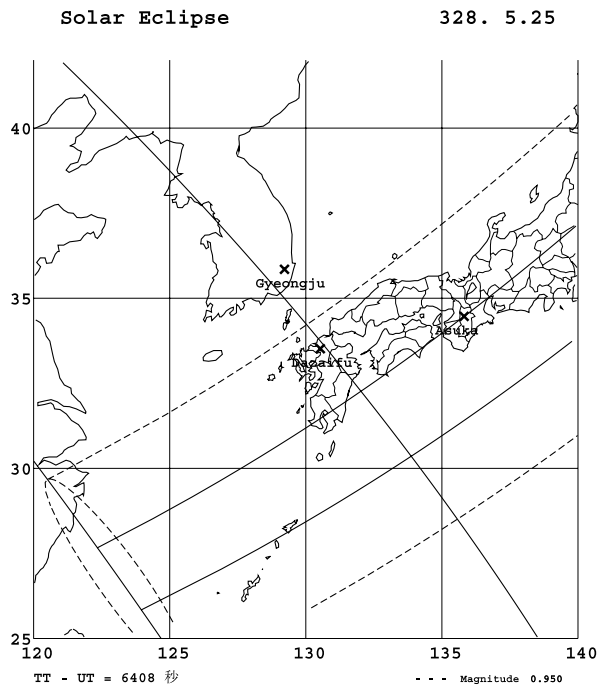 Solar Eclipse 328. 5.25
40
Gyeongju
35
Asuka
Dazaifu
30
25
120 125 130 135 140
TT - UT = 6408 秒 - - - Magnitude 0.950